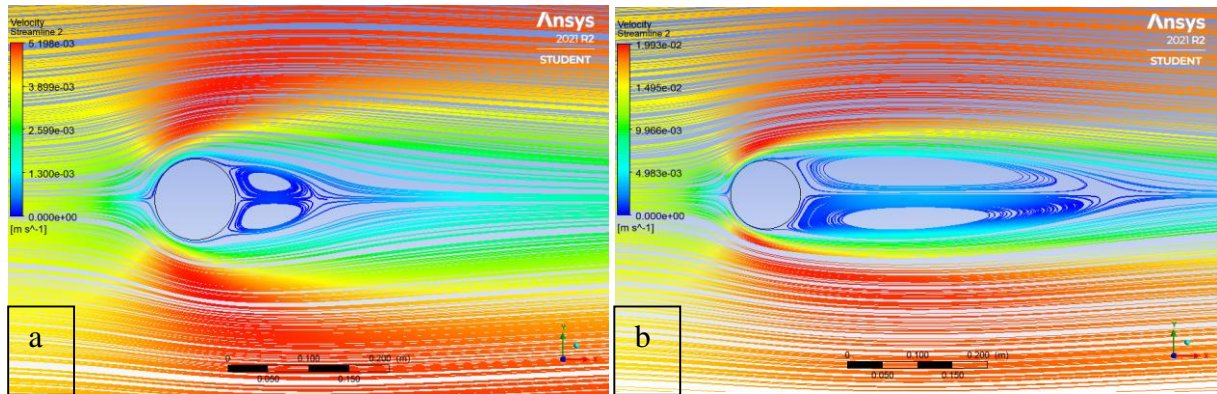 Velocity
Streamline 2
5.198e-03
3.899e-03
2.599e-03
1.300e-03
0.000e+00
[m s^-1]
Ansys
2021 R2
STUDENT
0 0.100 0.200 (m)
0.050 0.150
Y
X
a
Velocity
Streamline 2
1.993e-02
1.495e-02
9.966e-03
4.983e-03
0.000e+00
[m s^-1]
Ansys
2021 R2
STUDENT
0 0.100 0.200 (m)
0.050 0.150
Y
X
b